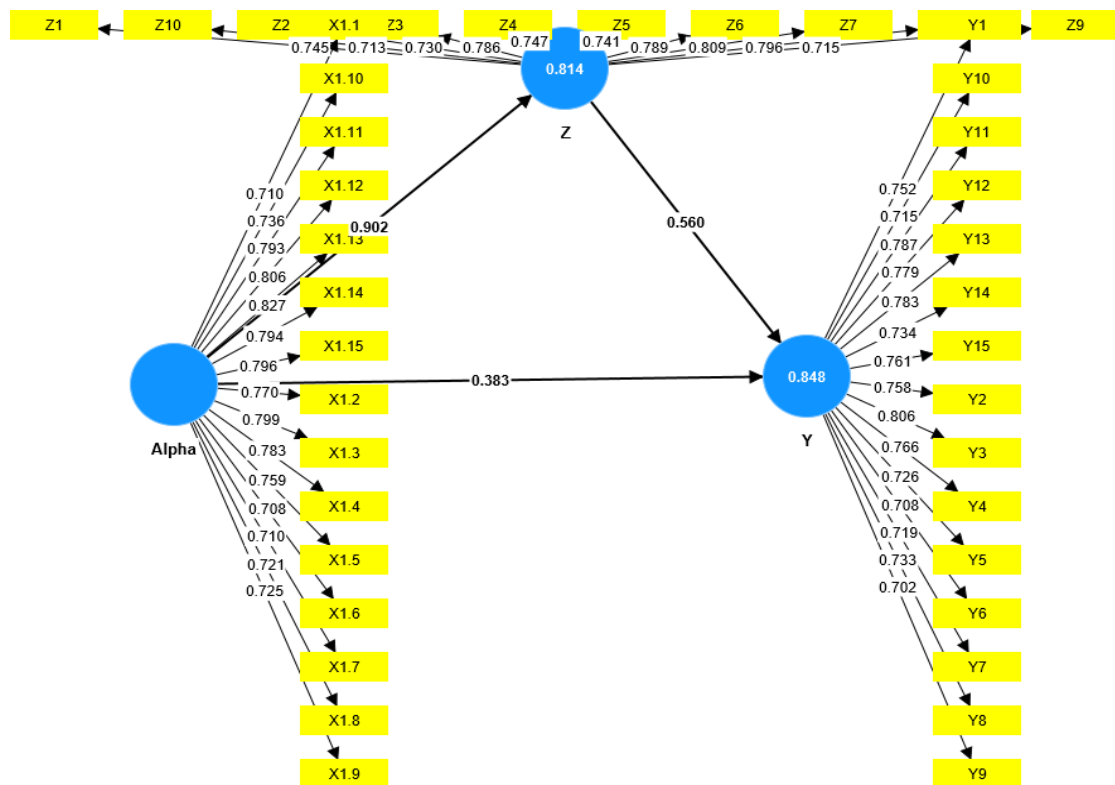 Z1 Z10 Z2 X1.1 Z3 Z4 Z5 Z6 Z7 Y1 Z9
0.745 0.713 0.730 0.786 0.747 0.741 0.789 0.809 0.796 0.715
0.814
Z
X1.10
X1.11
X1.12
X1.13
X1.14
X1.15
X1.2
X1.3
X1.4
X1.5
X1.6
X1.7
X1.8
X1.9
0.710
0.736
0.793
0.806
0.827
0.794
0.796
0.770
0.799
0.783
0.759
0.708
0.710
0.721
0.725
Alpha
0.902
0.560
0.383
0.848
Y
0.752
0.715
0.787
0.779
0.783
0.734
0.761
0.758
0.806
0.766
0.726
0.708
0.719
0.733
0.702
Y10
Y11
Y12
Y13
Y14
Y15
Y2
Y3
Y4
Y5
Y6
Y7
Y8
Y9